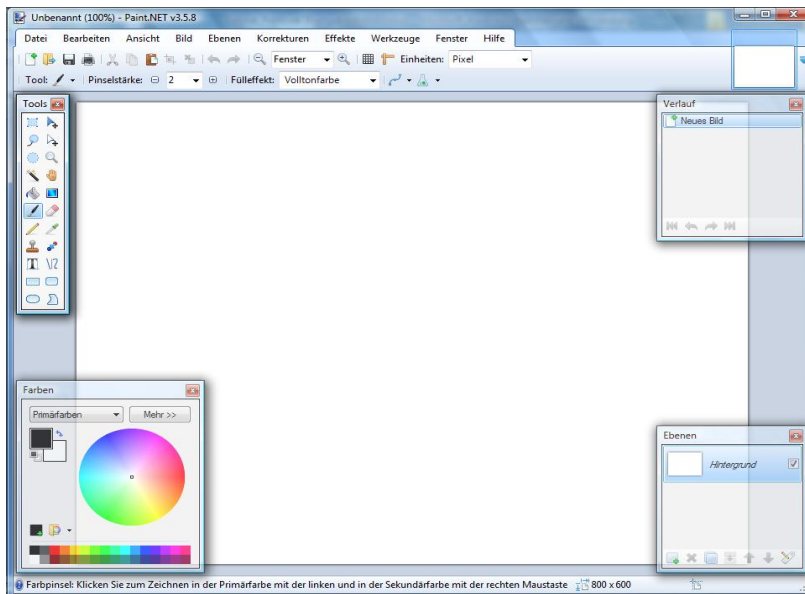 Unbenannt (100%) - Paint.NET v3.5.8
Datei Bearbeiten Ansicht Bild Ebenen Korrekturen Effekte Werkzeuge Fenster Hilfe
Fenster Einheiten: Pixel
Tool: Pinselstärke: 2 Fülleffekt: Volltonfarbe
Tools
Verlauf
Neues Bild
Farben
Primärfarben Mehr >>
Ebenen
Hintergrund
Farbpinsel: Klicken Sie zum Zeichnen in der Primärfarbe mit der linken und in der Sekundärfarbe mit der rechten Maustaste 800 x 600